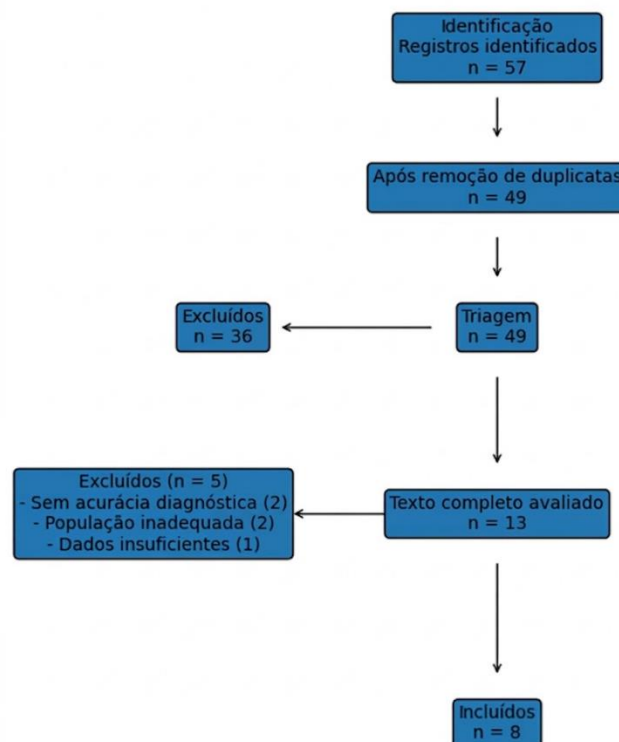 Identificação
Registros identificados
n = 57
Após remoção de duplicatas
n = 49
Excluídos
n = 36
Triagem
n = 49
Excluídos (n = 5)
- Sem acurácia diagnóstica (2)
- População inadequada (2)
- Dados insuficientes (1)
Texto completo avaliado
n = 13
Incluídos
n = 8